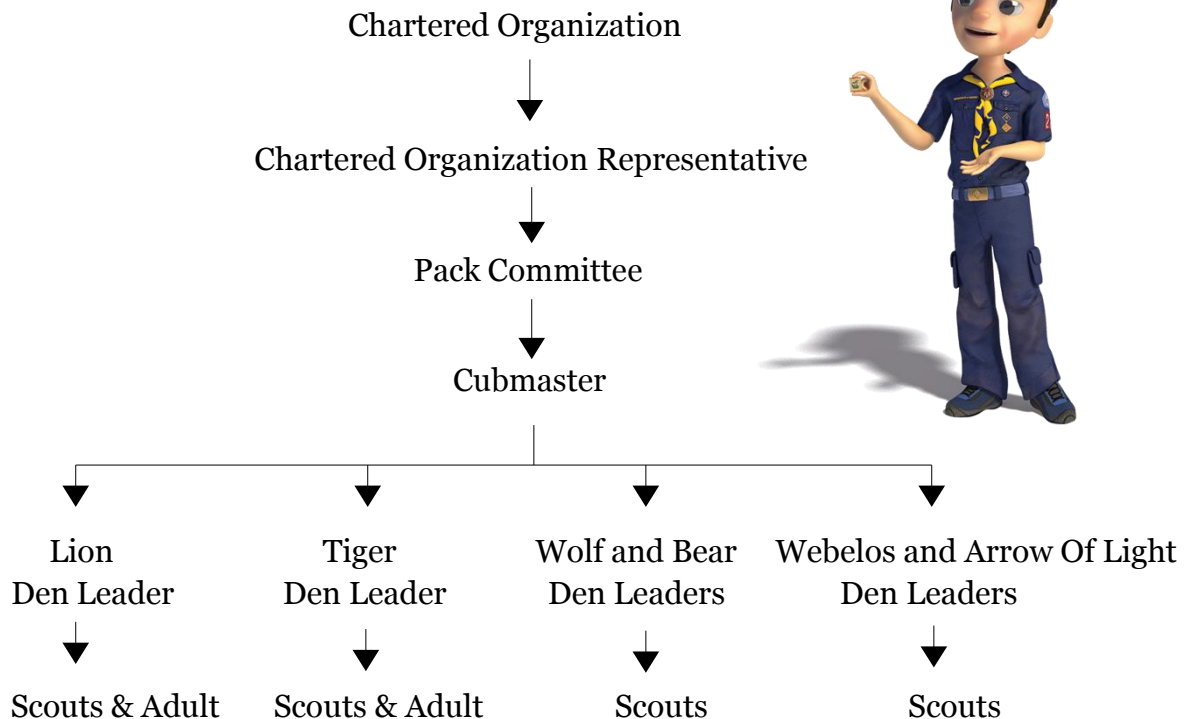 Chartered Organization
Chartered Organization Representative
Pack Committee
Cubmaster
Lion
Den Leader
Tiger
Den Leader
Wolf and Bear
Den Leaders
Webelos and Arrow Of Light
Den Leaders
Scouts & Adult
Scouts & Adult
Scouts
Scouts